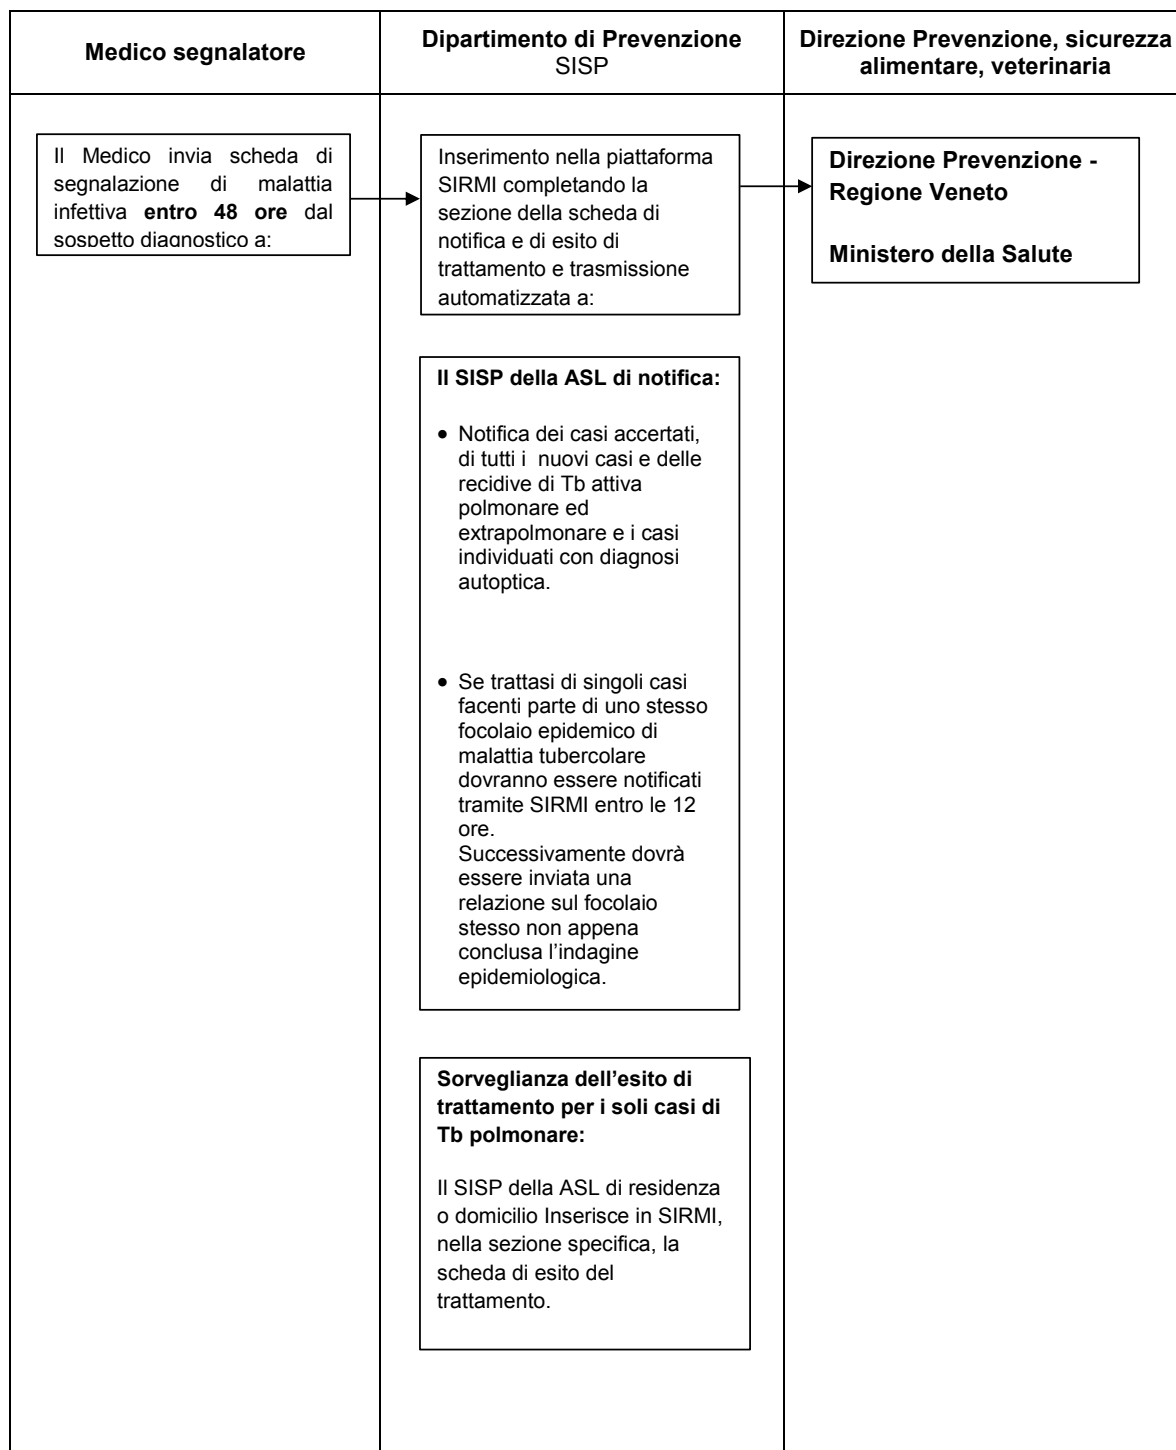 Medico segnalatore
Dipartimento di Prevenzione
SISP
Direzione Prevenzione, sicurezza
alimentare, veterinaria
Il Medico invia scheda di
segnalazione di malattia
infettiva entro 48 ore dal
sospetto diagnostico a:
Inserimento nella piattaforma
SIRMI completando la
sezione della scheda di
notifica e di esito di
trattamento e trasmissione
automatizzata a:
Direzione Prevenzione -
Regione Veneto
Ministero della Salute
Il SISP della ASL di notifica:
• Notifica dei casi accertati,
di tutti i nuovi casi e delle
recidive di Tb attiva
polmonare ed
extrapolmonare e i casi
individuati con diagnosi
autoptica.
• Se trattasi di singoli casi
facenti parte di uno stesso
focolaio epidemico di
malattia tubercolare
dovranno essere notificati
tramite SIRMI entro le 12
ore.
Successivamente dovrà
essere inviata una
relazione sul focolaio
stesso non appena
conclusa l’indagine
epidemiologica.
Sorveglianza dell’esito di
trattamento per i soli casi di
Tb polmonare:
Il SISP della ASL di residenza
o domicilio Inserisce in SIRMI,
nella sezione specifica, la
scheda di esito del
trattamento.